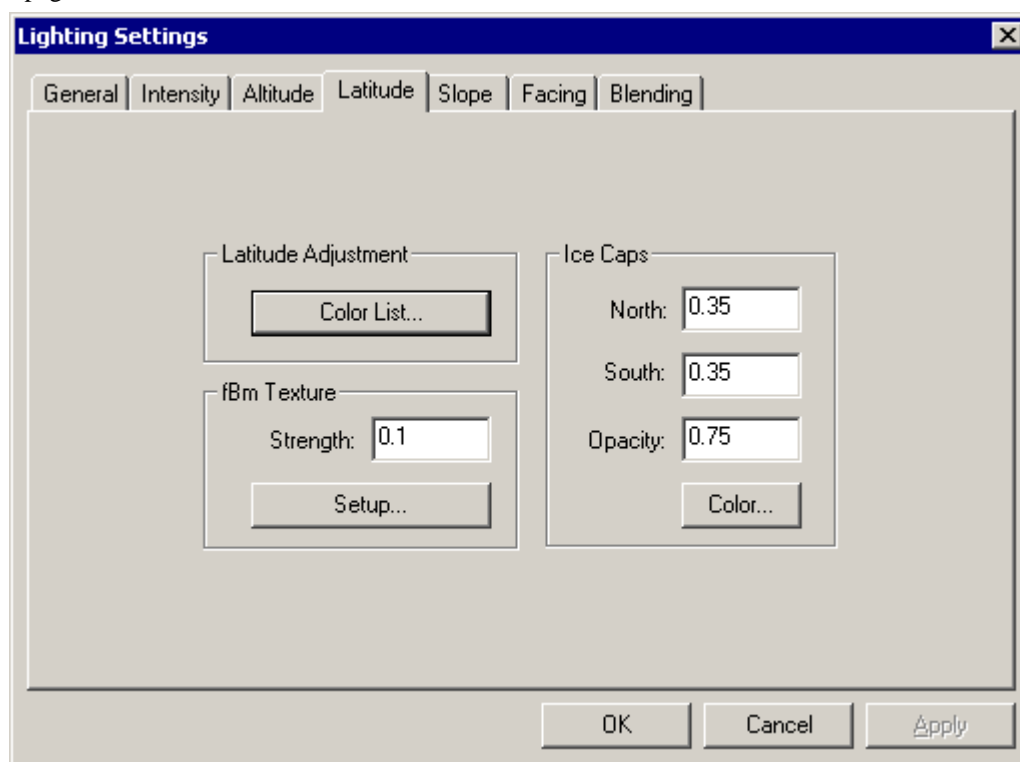 Lighting Settings
General Intensity Altitude Latitude Slope Facing Blending
Latitude Adjustment
Color List...
fBm Texture
Strength: 0.1
Setup...
Ice Caps
North: 0.35
South: 0.35
Opacity: 0.75
Color...
OK Cancel Apply